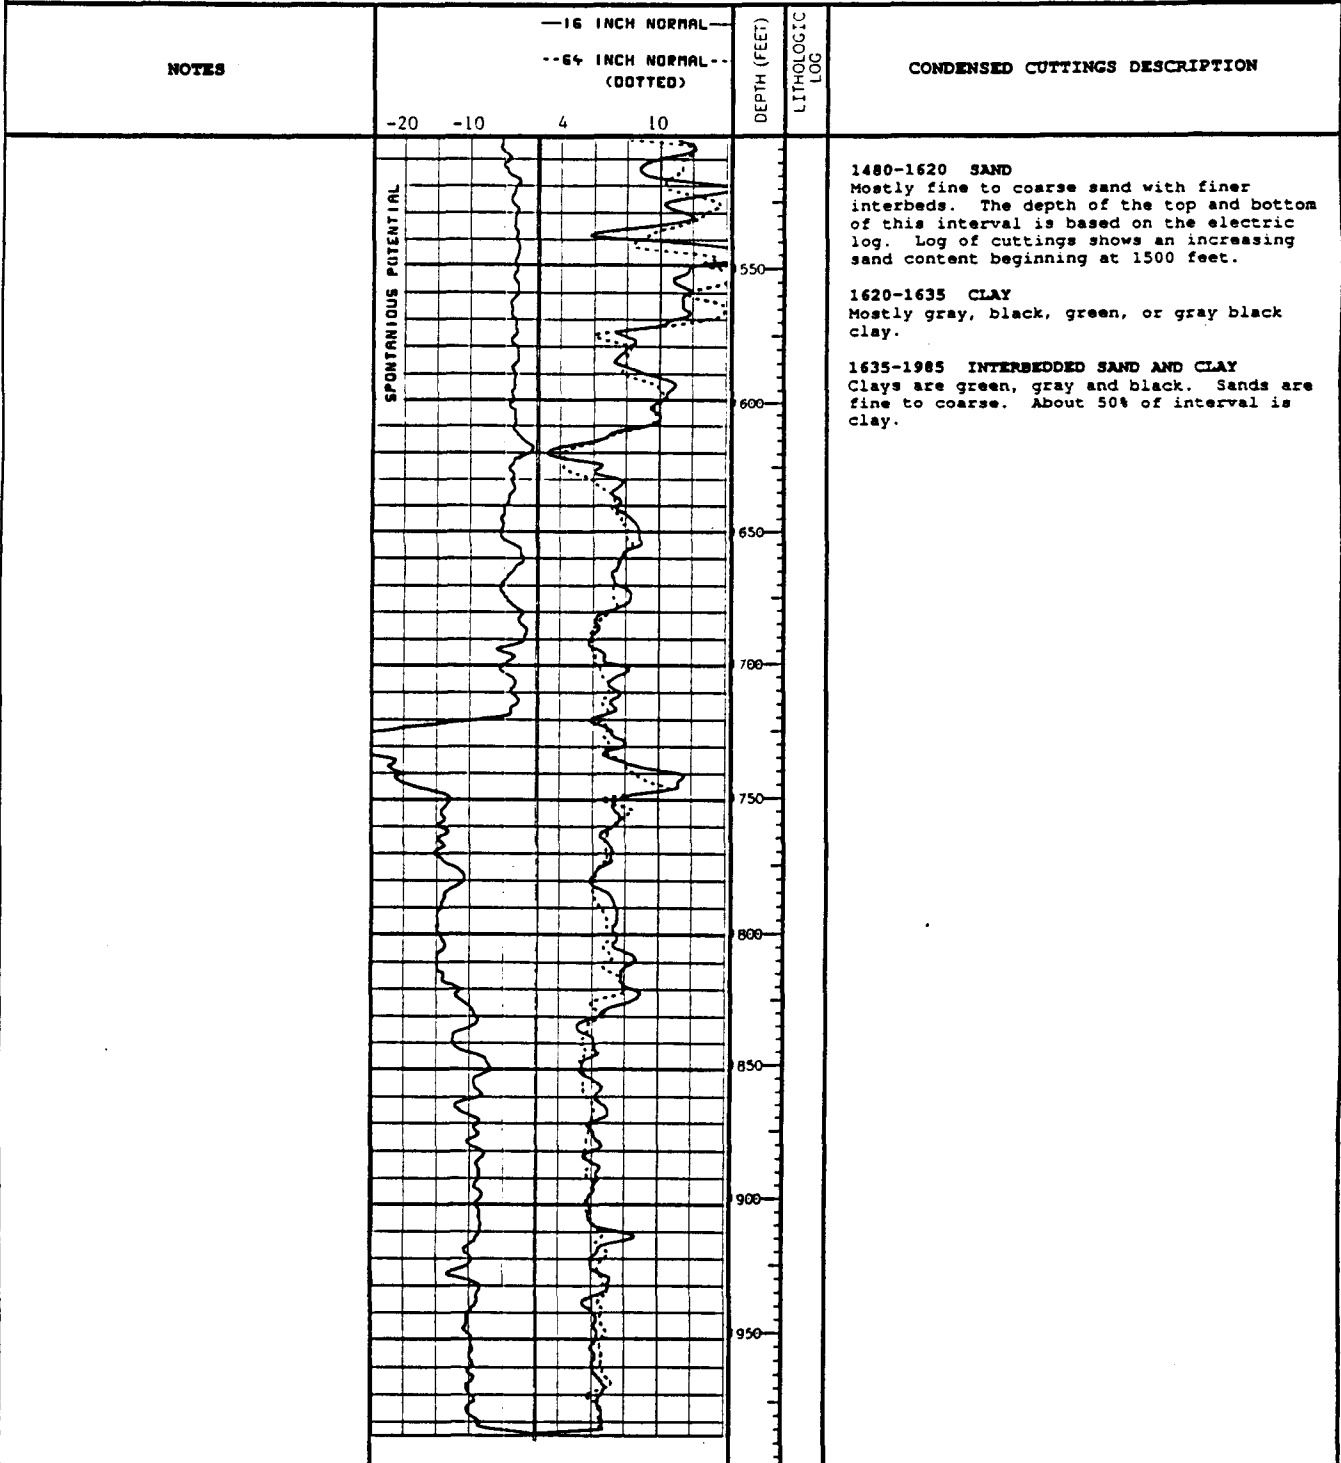 NOTES
—16 INCH NORMAL—
--64 INCH NORMAL--
(DOTTED)
-20 -10 4 10
DEPTH (FEET)
LITHOLOGIC
LOG
CONDENSED CUTTINGS DESCRIPTION
SPONTANIOUS POTENTIAL
550
600
650
700
750
800
850
900
950
1480-1620 SAND
Mostly fine to coarse sand with finer
interbeds. The depth of the top and bottom
of this interval is based on the electric
log. Log of cuttings shows an increasing
sand content beginning at 1500 feet.
1620-1635 CLAY
Mostly gray, black, green, or gray black
clay.
1635-1985 INTERBEDDED SAND AND CLAY
Clays are green, gray and black. Sands are
fine to coarse. About 50% of interval is
clay.